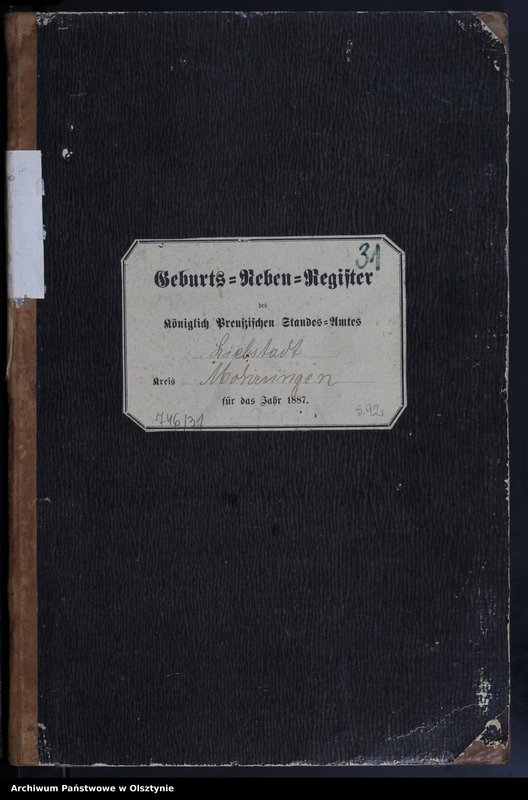 31
Geburts=Neben=Register
des
Königlich Preußischen Standes=Amtes
Liebstadt
Kreis Mohrungen
für das Jahr 1887.
746/31
s.92
Archiwum Państwowe w Olsztynie